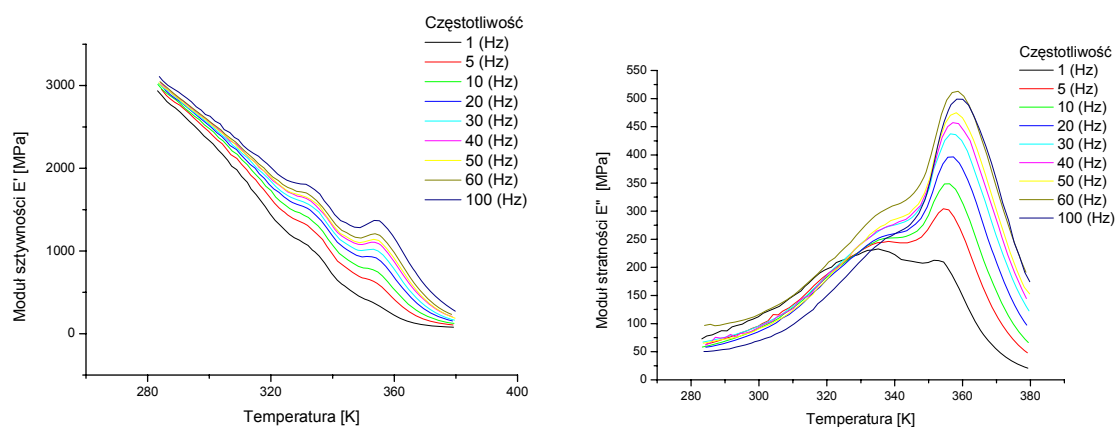 Częstotliwość
1 (Hz)
5 (Hz)
10 (Hz)
20 (Hz)
30 (Hz)
40 (Hz)
50 (Hz)
60 (Hz)
100 (Hz)
3000
2000
1000
0
Moduł sztywności E' [MPa]
280
320
360
400
Temperatura [K]
Częstotliwość
1 (Hz)
5 (Hz)
10 (Hz)
20 (Hz)
30 (Hz)
40 (Hz)
50 (Hz)
60 (Hz)
100 (Hz)
550
500
450
400
350
300
250
200
150
100
50
0
Moduł stratności E" [MPa]
280
300
320
340
360
380
Temperatura [K]